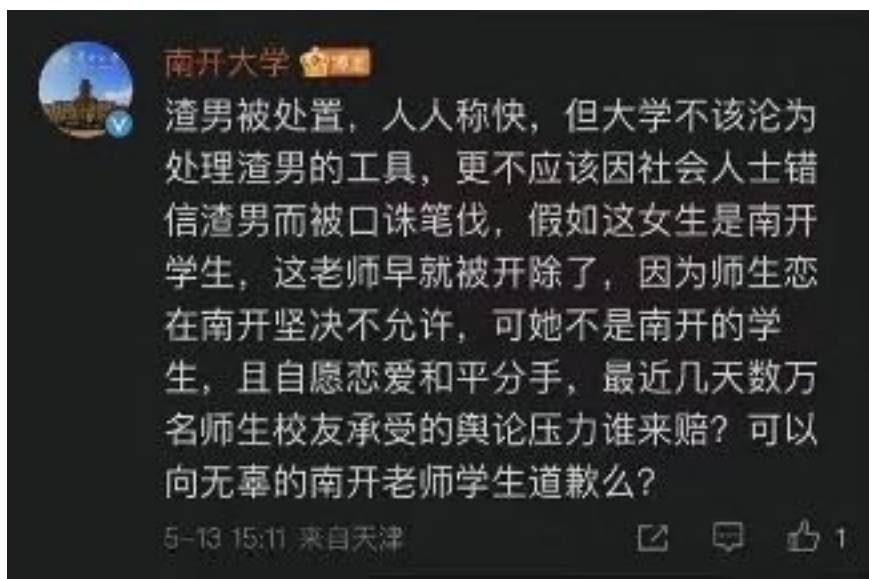 南开大学
渣男被处置，人人称快，但大学不该沦为
处理渣男的工具，更不应该因社会人士错
信渣男而被口诛笔伐，假如这女生是南开
学生，这老师早就被开除了，因为师生恋
在南开坚决不允许，可她不是南开的学
生，且自愿恋爱和平分手，最近几天数万
名师生校友承受的舆论压力谁来赔？可以
向无辜的南开老师学生道歉么？
5-13 15:11 来自天津
1